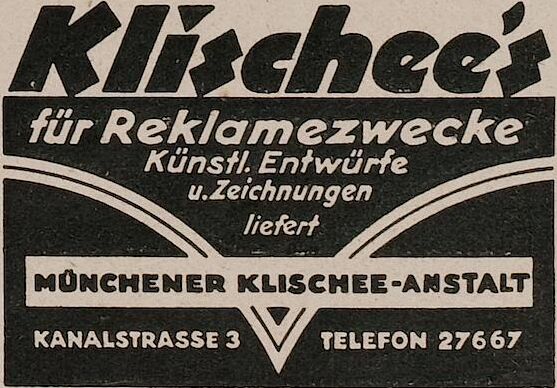 Klischee's
für Reklamezwecke
Künstl. Entwürfe
u. Zeichnungen
liefert
MÜNCHENER KLISCHEE-ANSTALT
KANALSTRASSE 3 TELEFON 27667